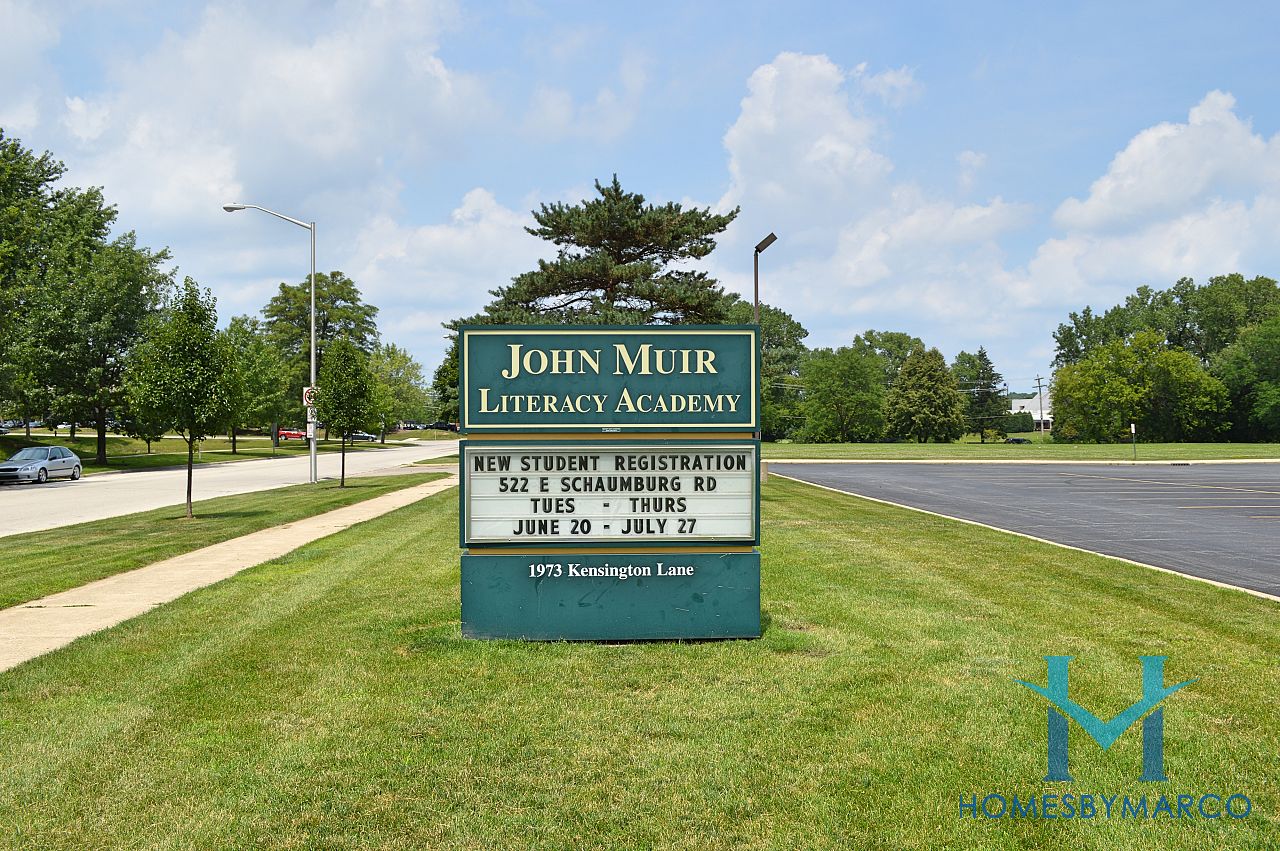 JOHN MUIR
LITERACY ACADEMY
NEW STUDENT REGISTRATION
522 E SCHAUMBURG RD
TUES - THURS
JUNE 20 - JULY 27
1973 Kensington Lane
HOMESBYMARCO